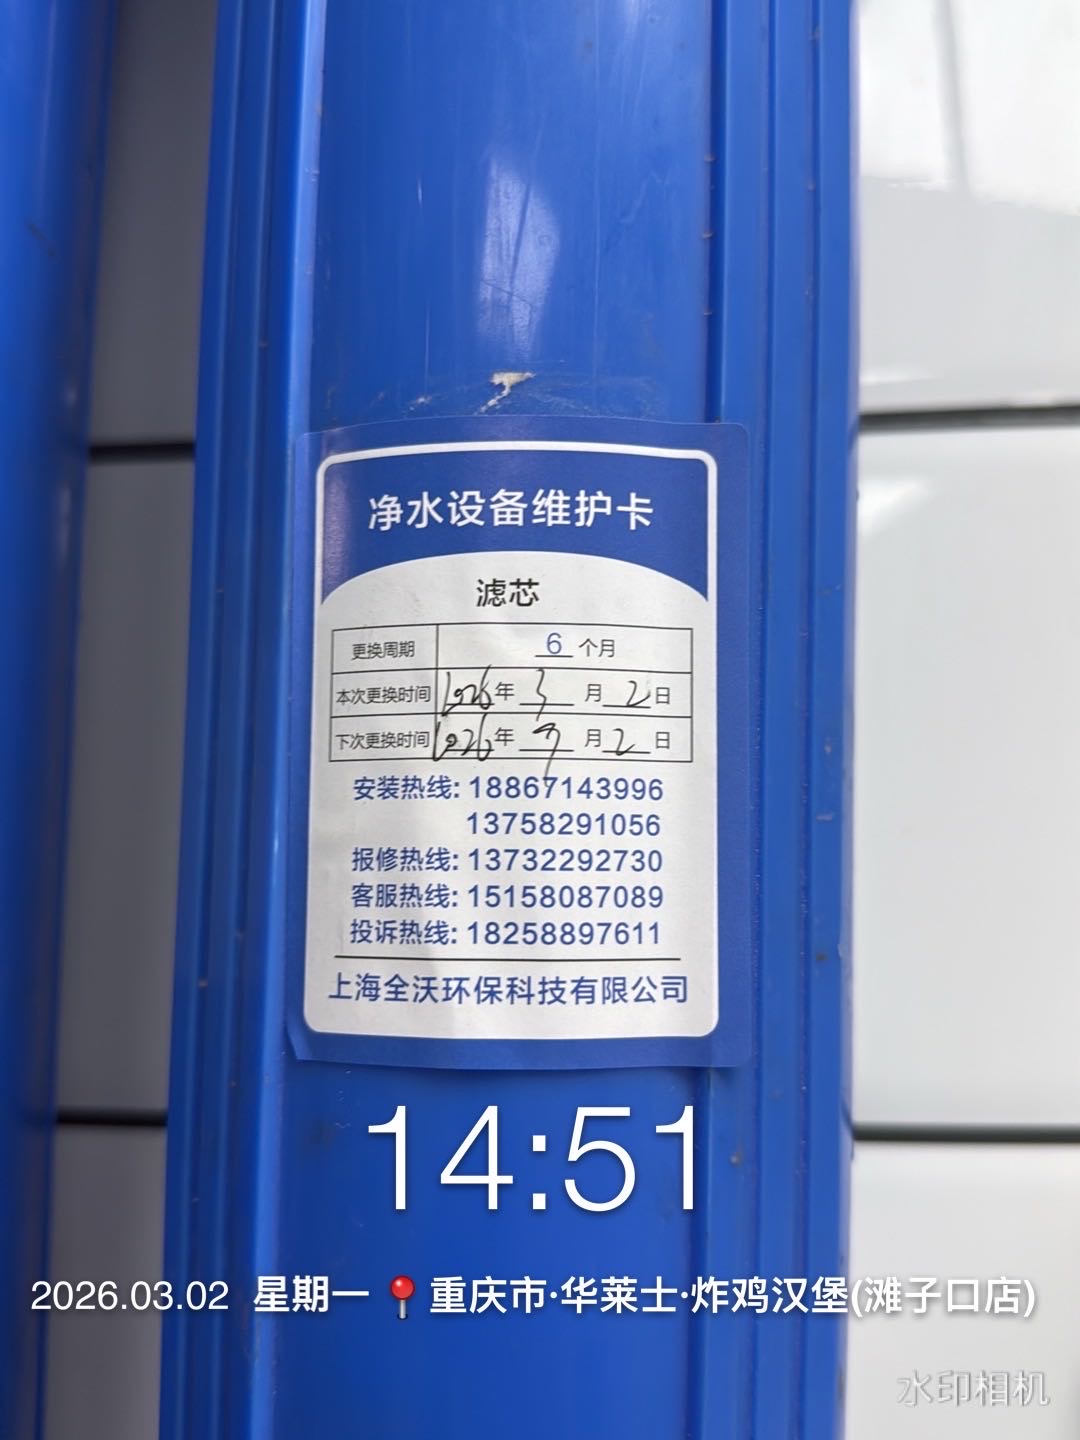 净水设备维护卡
滤芯
更换周期 6 个月
本次更换时间 2026年 3 月 2 日
下次更换时间 2026年 9 月 2 日
安装热线: 18867143996
13758291056
报修热线: 13732292730
客服热线: 15158087089
投诉热线: 18258897611
上海全沃环保科技有限公司
14:51
2026.03.02 星期一 📍重庆市·华莱士·炸鸡汉堡(滩子口店)
水印相机